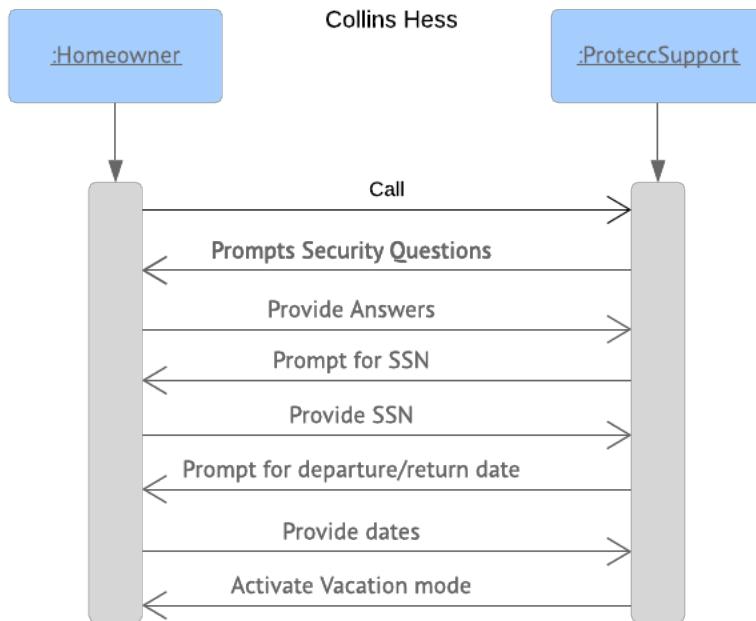 Collins Hess
:Homeowner
:ProteccSupport
Call
Prompts Security Questions
Provide Answers
Prompt for SSN
Provide SSN
Prompt for departure/return date
Provide dates
Activate Vacation mode